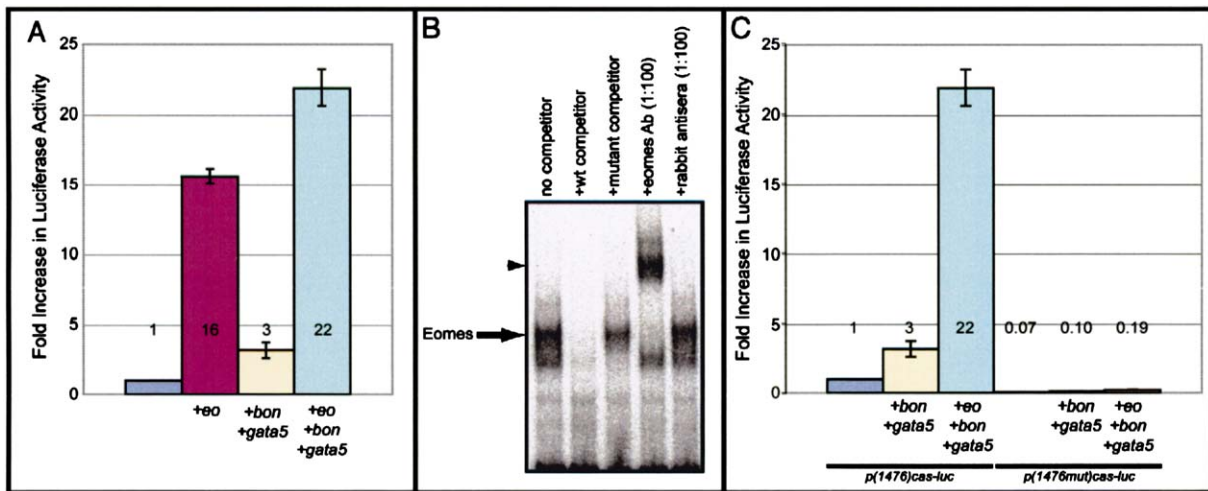 A
Fold Increase in Luciferase Activity
25
20
15
10
5
0
1
16
3
22
+eo
+bon
+gata5
+eo
+bon
+gata5
B
no competitor
+wt competitor
+mutant competitor
+eomes Ab (1:100)
+rabbit antisera (1:100)
Eomes
C
Fold Increase in Luciferase Activity
25
20
15
10
5
0
1
3
22
0.07
0.10
0.19
+bon
+gata5
+eo
+bon
+gata5
+bon
+gata5
+eo
+bon
+gata5
p(1476)cas-luc
p(1476mut)cas-luc